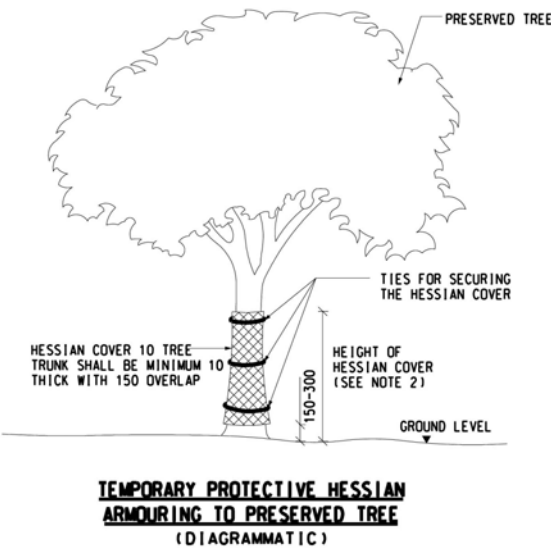 PRESERVED TREE
TIES FOR SECURING
THE HESSIAN COVER
HESSIAN COVER 10 TREE
TRUNK SHALL BE MINIMUM 10
THICK WITH 150 OVERLAP
150-300
HEIGHT OF
HESSIAN COVER
(SEE NOTE 2)
GROUND LEVEL
TEMPORARY PROTECTIVE HESSIAN
ARMOURING TO PRESERVED TREE
(DIAGRAMMATIC)